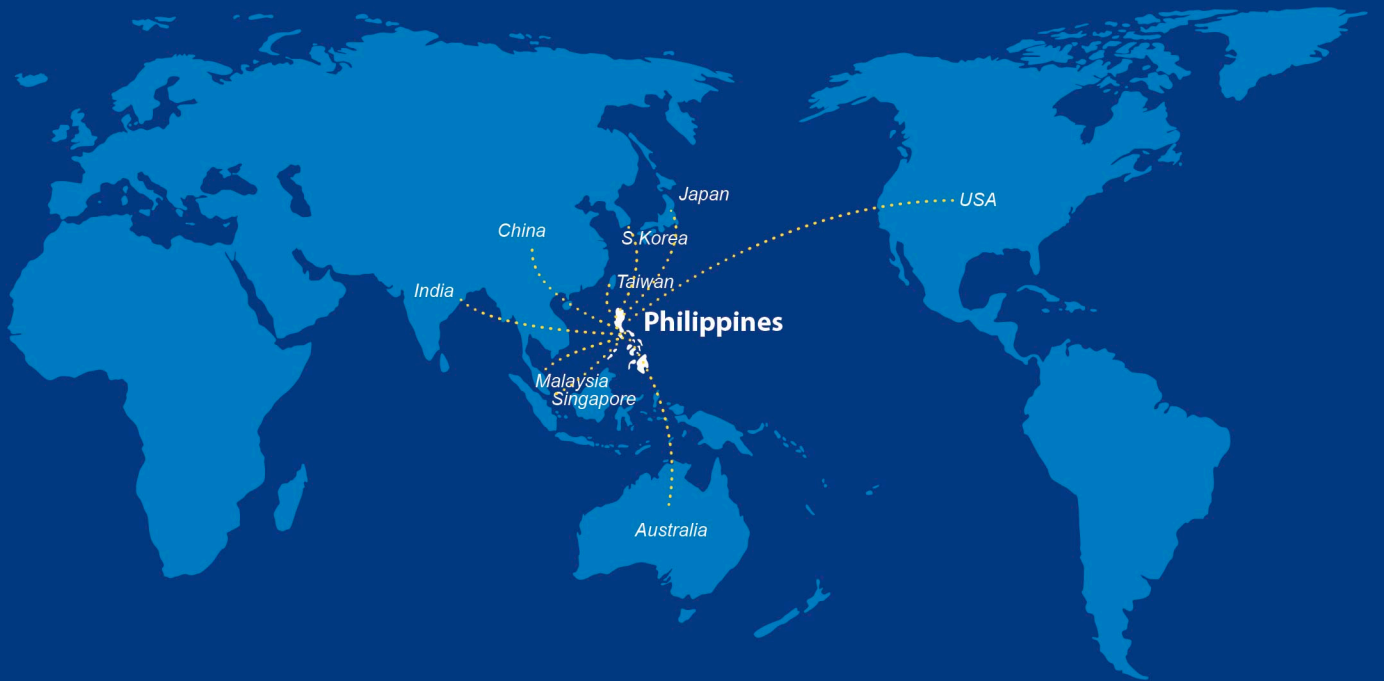 Japan
USA
China
S.Korea
Taiwan
India
Philippines
Malaysia
Singapore
Australia